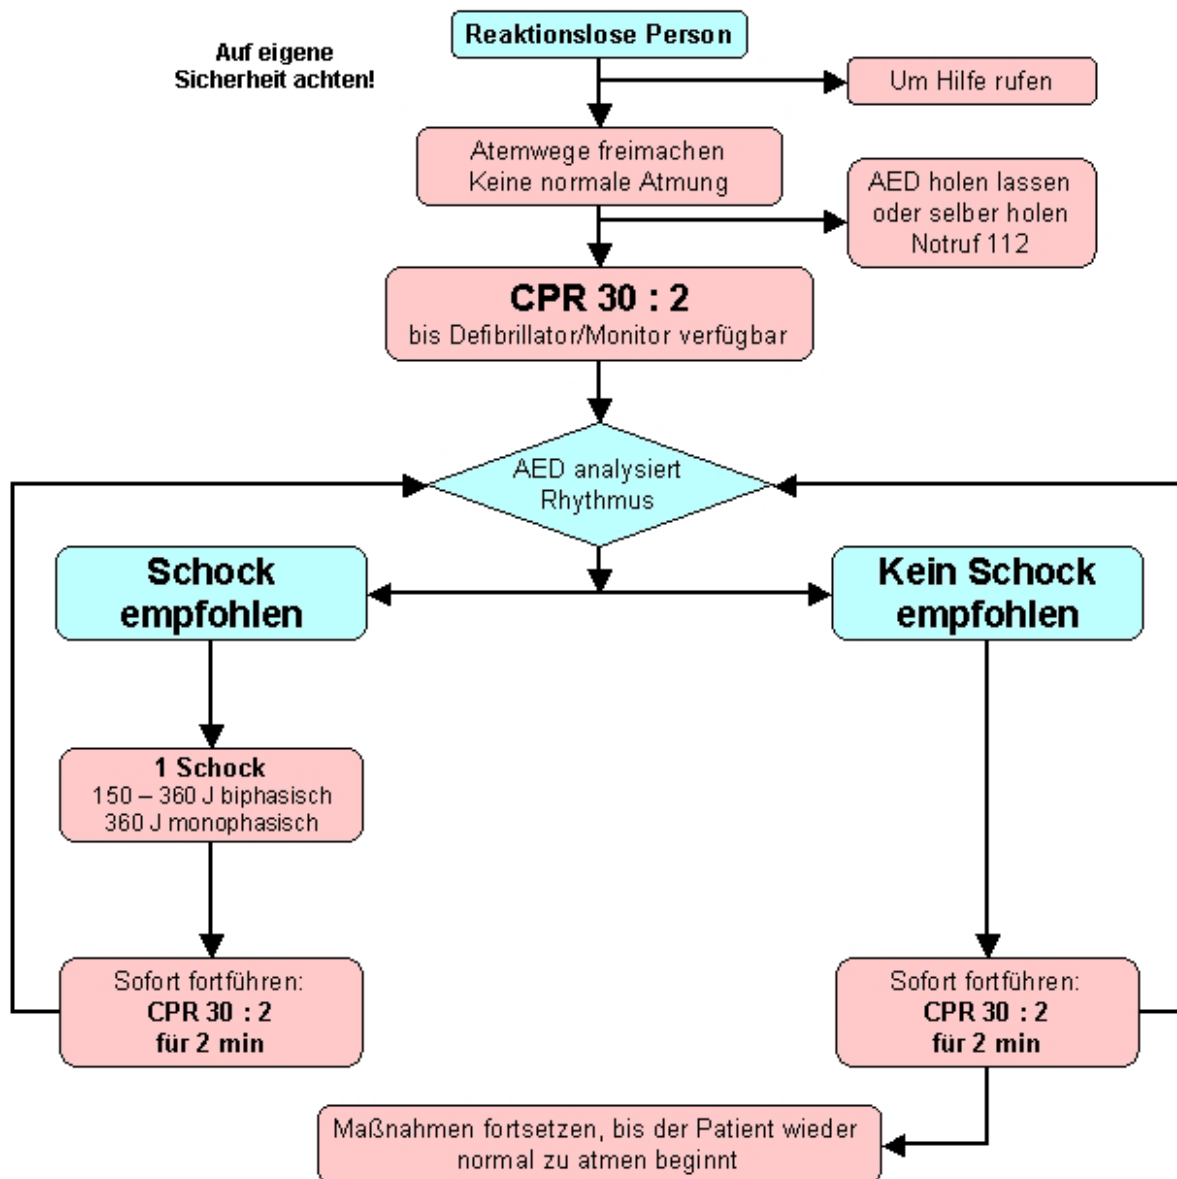 Reaktionslose Person
Auf eigene
Sicherheit achten!
Um Hilfe rufen
Atemwege freimachen
Keine normale Atmung
AED holen lassen
oder selber holen
Notruf 112
CPR 30 : 2
bis Defibrillator/Monitor verfügbar
AED analysiert
Rhythmus
Schock
empfohlen
Kein Schock
empfohlen
1 Schock
150 – 360 J biphasisch
360 J monophasisch
Sofort fortführen:
CPR 30 : 2
für 2 min
Sofort fortführen:
CPR 30 : 2
für 2 min
Maßnahmen fortsetzen, bis der Patient wieder
normal zu atmen beginnt